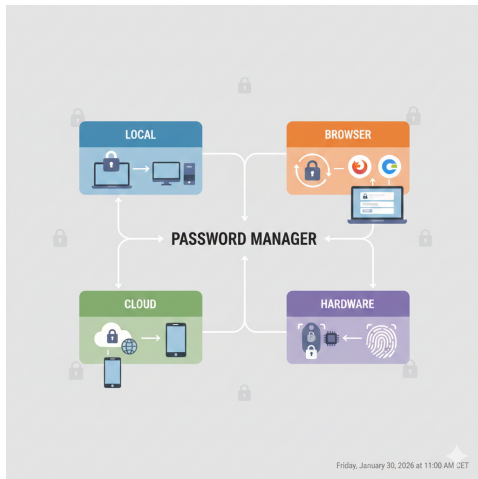 LOCAL
BROWSER
PASSWORD MANAGER
CLOUD
HARDWARE
Friday, January 30, 2026 at 11:00 AM CET